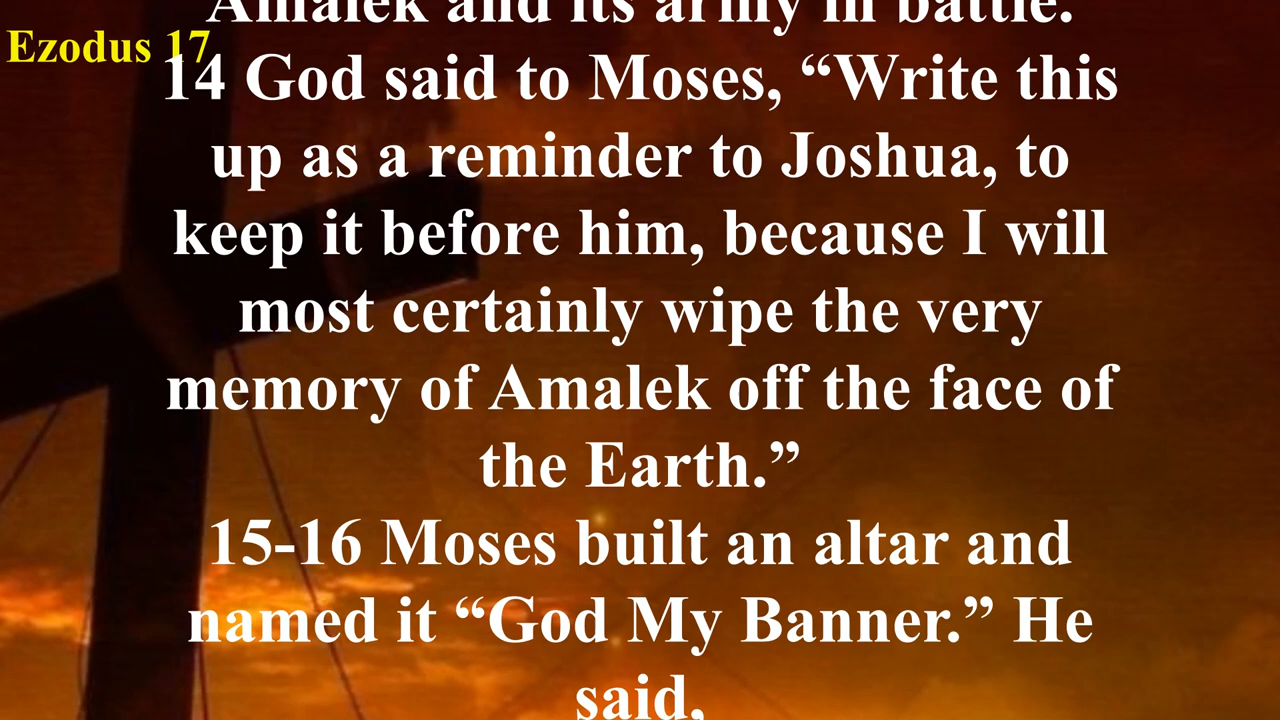 Amalek and its army in battle.
Ezodus 17
14 God said to Moses, “Write this
up as a reminder to Joshua, to
keep it before him, because I will
most certainly wipe the very
memory of Amalek off the face of
the Earth.”
15-16 Moses built an altar and
named it “God My Banner.” He
said,